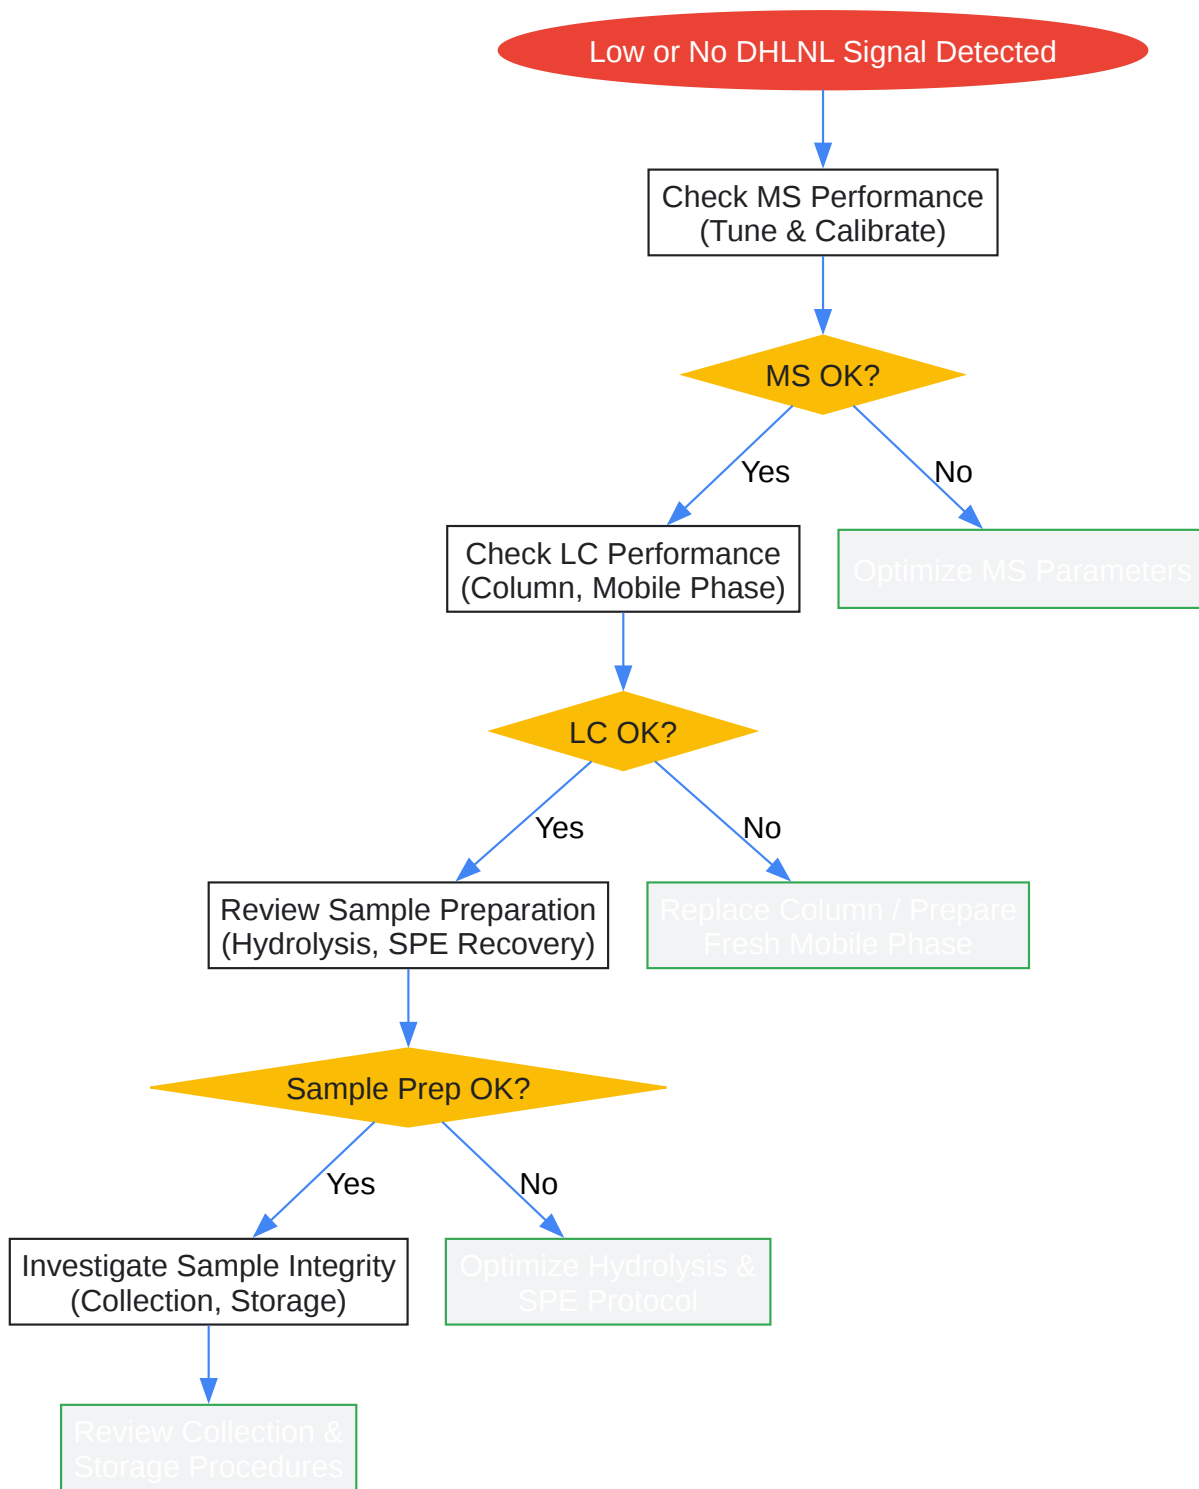 Low or No DHLNL Signal Detected
Check MS Performance
(Tune & Calibrate)
MS OK?
Yes
No
Check LC Performance
(Column, Mobile Phase)
Optimize MS Parameters
LC OK?
Yes
No
Review Sample Preparation
(Hydrolysis, SPE Recovery)
Replace Column / Prepare
Fresh Mobile Phase
Sample Prep OK?
Yes
No
Investigate Sample Integrity
(Collection, Storage)
Optimize Hydrolysis &
SPE Protocol
Review Collection &
Storage Procedures